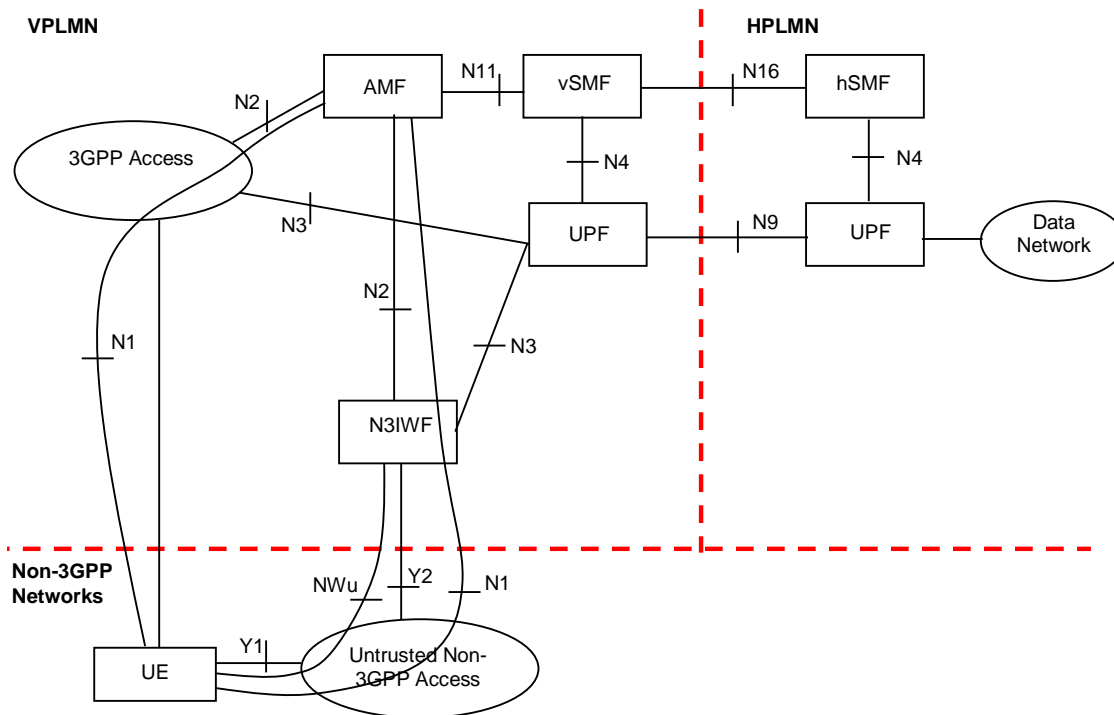 VPLMN
HPLMN
N2
AMF
N11
vSMF
N16
hSMF
3GPP Access
N4
N4
N3
UPF
N9
UPF
Data
Network
N2
N1
N3
N3IWF
Non-3GPP
Networks
NWu
Y2
N1
Y1
UE
Untrusted Non-
3GPP Access